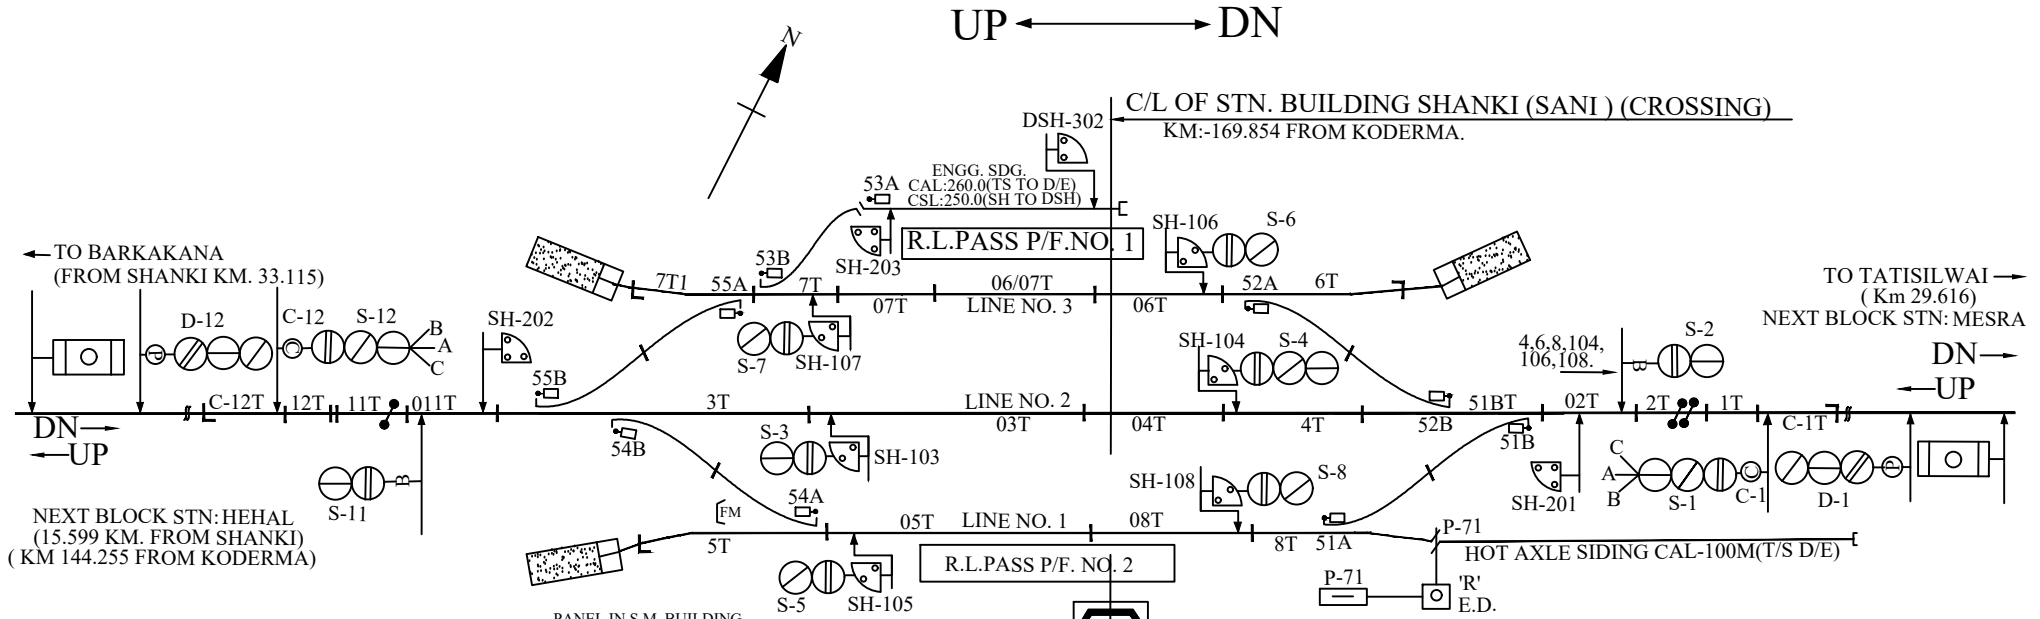 UP DN
N
C/L OF STN. BUILDING SHANKI (SANI ) (CROSSING)
KM:-169.854 FROM KODERMA.
DSH-302
ENGG. SDG.
CAL:260.0(TS TO D/E)
CSL:250.0(SH TO DSH)
53A
SH-106 S-6
R.L.PASS P/F.NO. 1
TO BARKAKANA
(FROM SHANKI KM. 33.115)
53B
SH-203
7T1 55A 7T 06/07T 52A 6T
07T LINE NO. 3 06T
TO TATISILWAI
( Km 29.616)
NEXT BLOCK STN: MESRA
D-12 C-12 S-12
P C
B
A
C
SH-202
S-7 SH-107
SH-104 S-4
4,6,8,104,
106,108.
B
S-2
DN
UP
55B
C-12T 12T 11T 011T 3T LINE NO. 2 51BT 02T 2T 1T
03T 04T 4T 52B C-1T
DN
UP
54B
S-3 SH-103
51B
S-11 B
SH-108 S-8
SH-201
C
A
B
S-1 C C-1
D-1 P
NEXT BLOCK STN: HEHAL
(15.599 KM. FROM SHANKI)
( KM 144.255 FROM KODERMA)
FM
54A
05T LINE NO. 1 08T
5T 8T 51A
P-71
HOT AXLE SIDING CAL-100M(T/S D/E)
R.L.PASS P/F. NO. 2
S-5 SH-105
P-71
'R'
E.D.
PANEL IN S.M. BUILDING